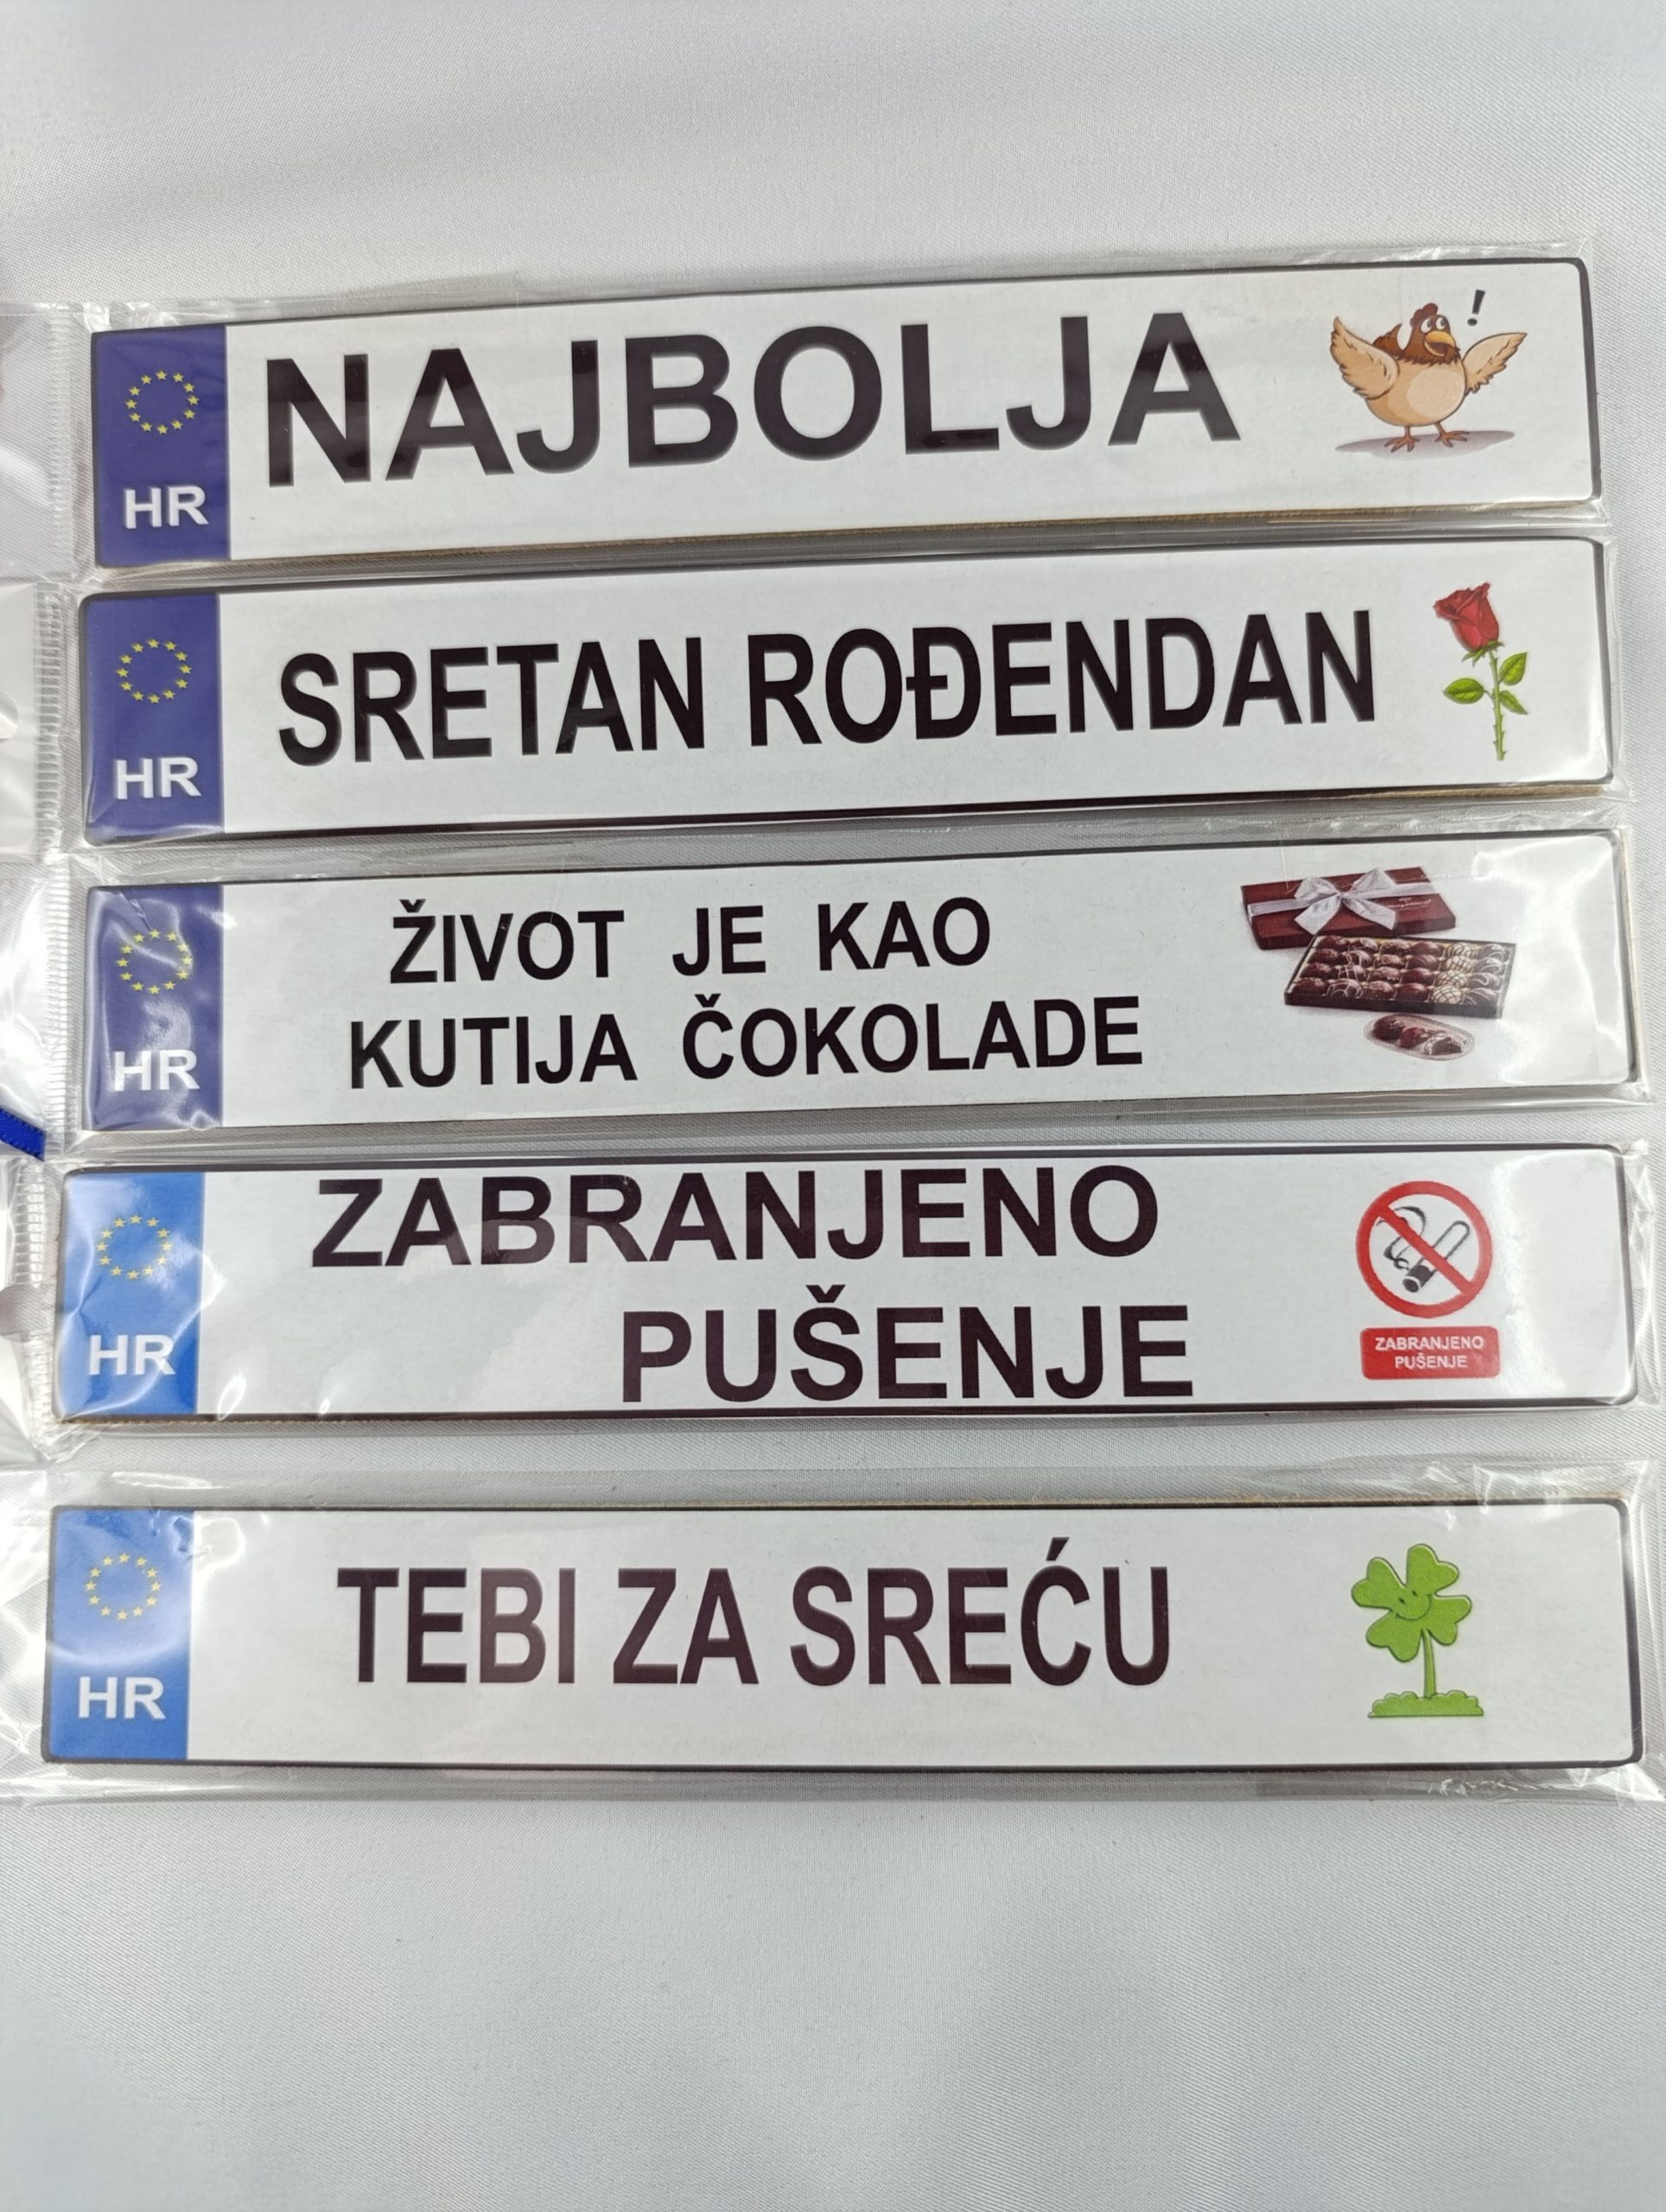 HR
NAJBOLJA
!
HR
SRETAN ROĐENDAN
HR
ŽIVOT JE KAO
KUTIJA ČOKOLADE
HR
ZABRANJENO
PUŠENJE
ZABRANJENO
PUŠENJE
HR
TEBI ZA SREĆU